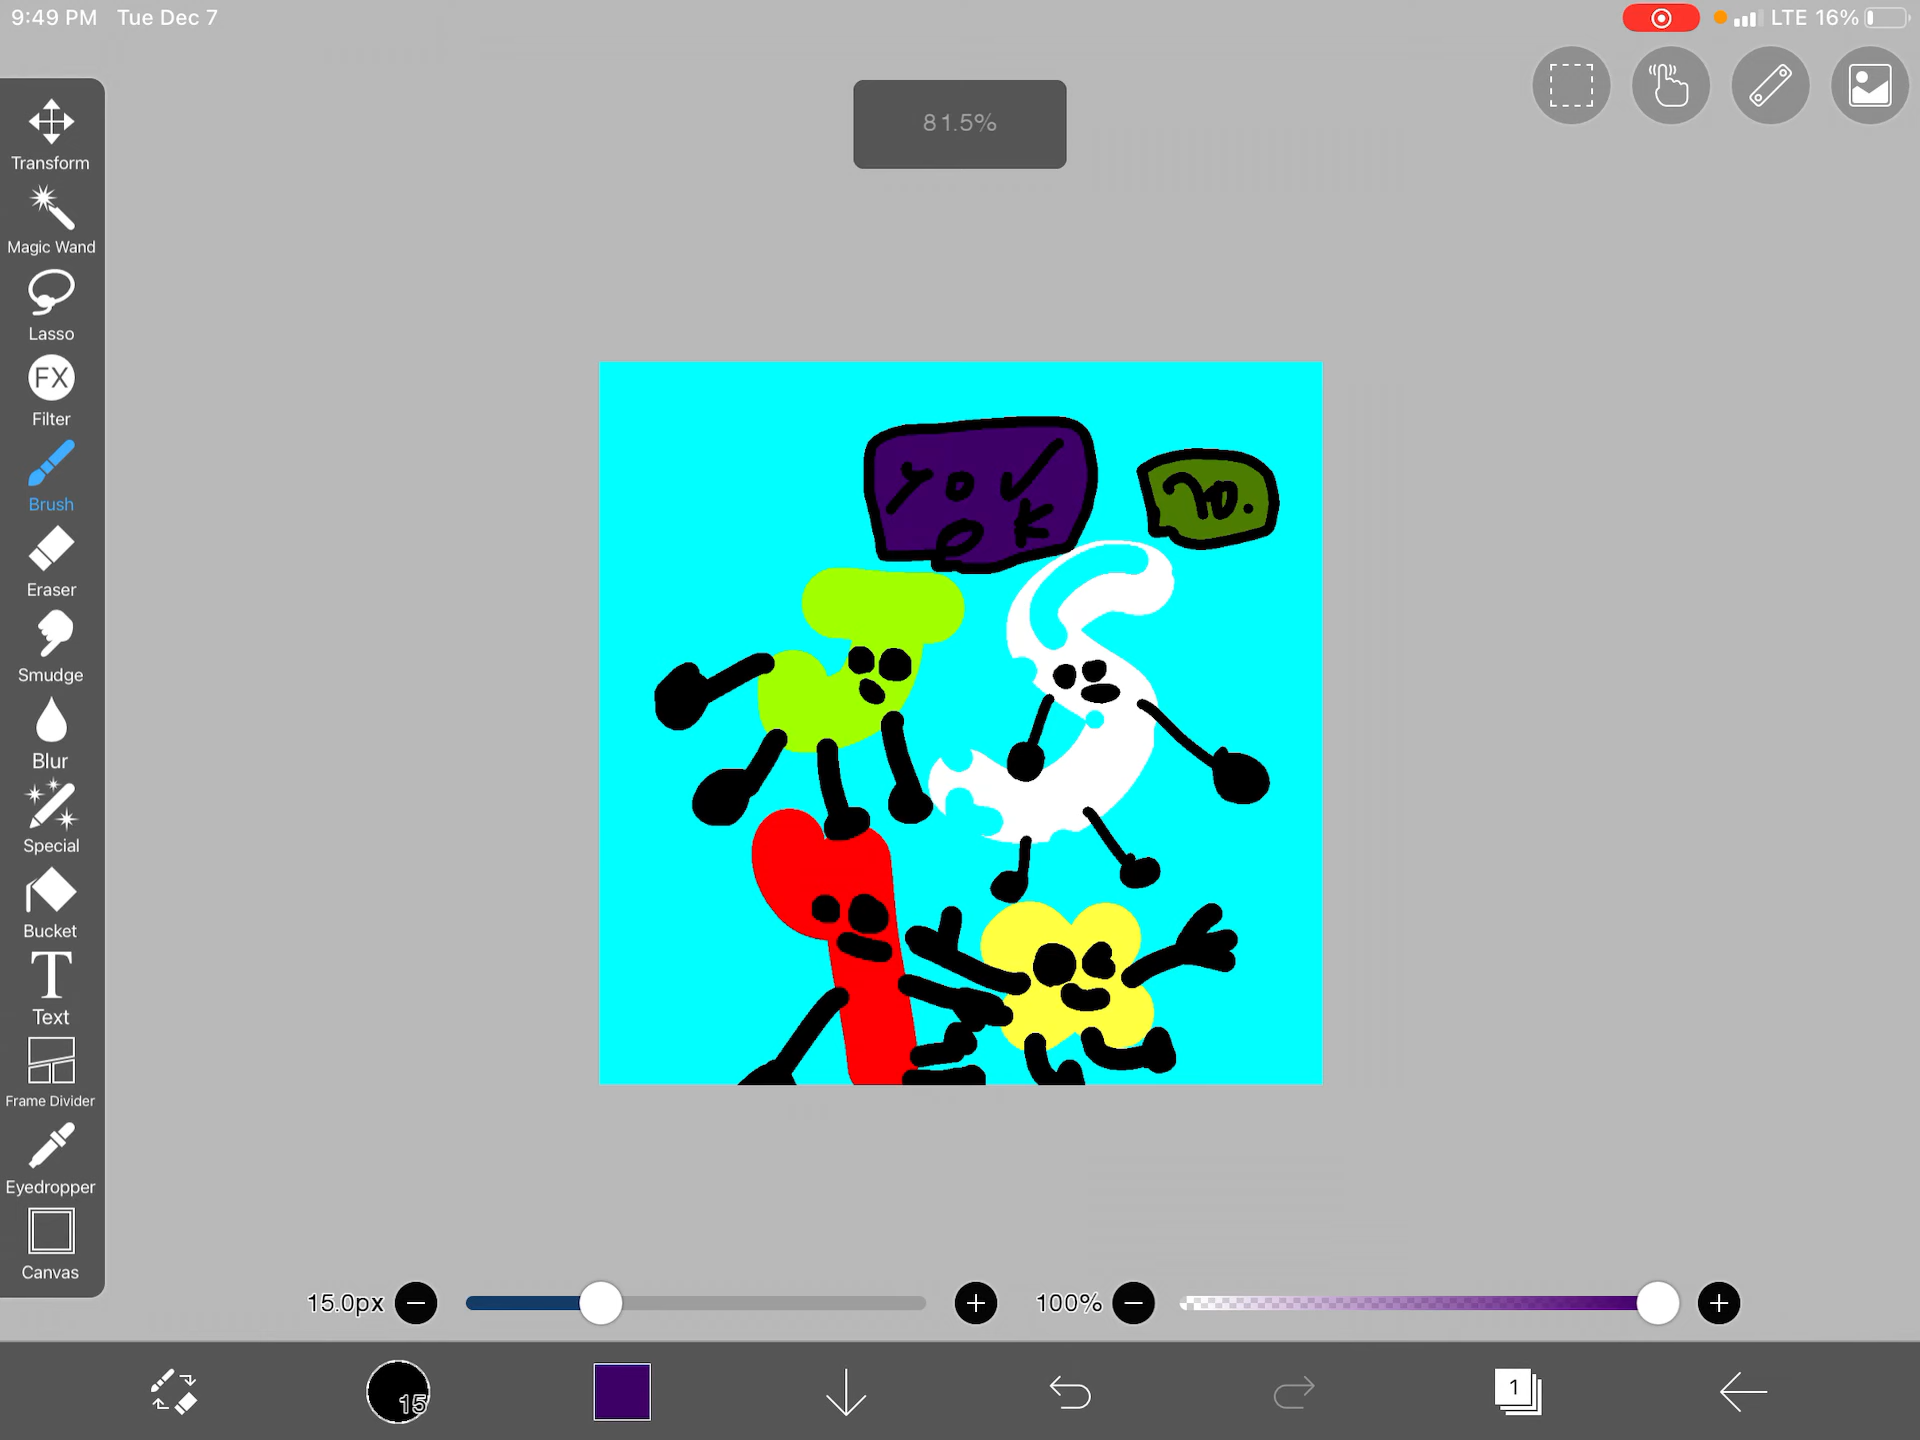 9:49 PM Tue Dec 7
LTE 16%
81.5%
Transform
Magic Wand
Lasso
FX
Filter
Brush
Eraser
Smudge
Blur
Special
Bucket
T
Text
Frame Divider
Eyedropper
Canvas
you
OK
no.
15.0px
100%
15
1